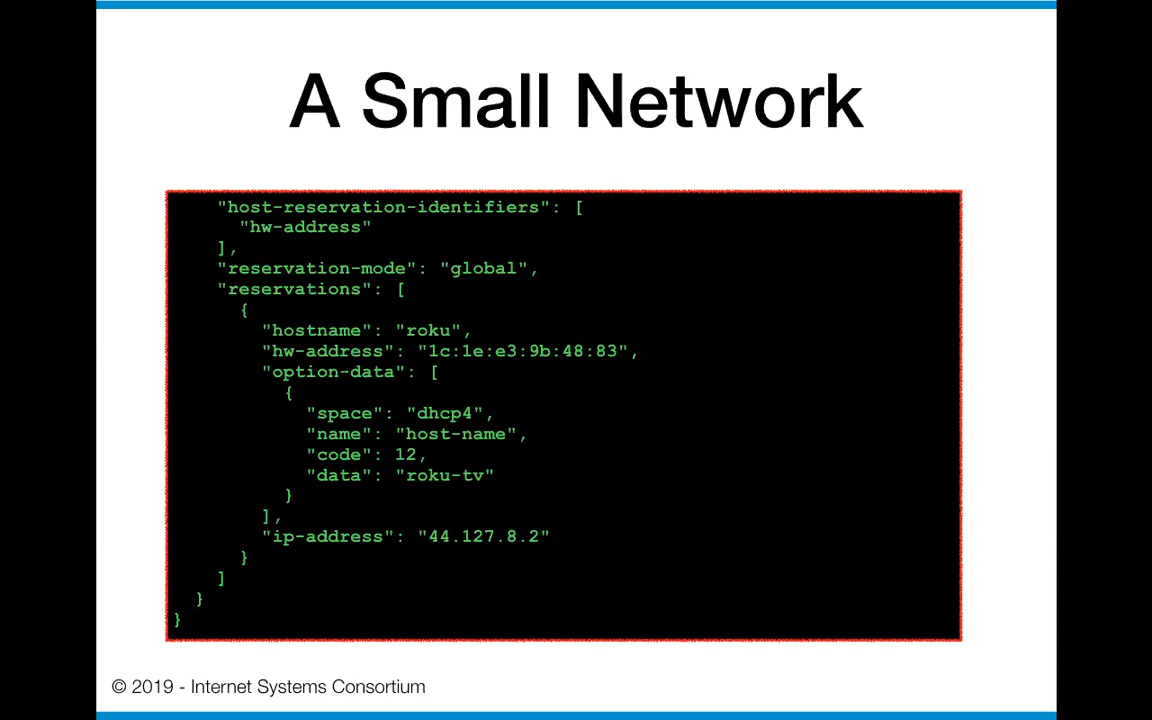 A Small Network
"host-reservation-identifiers": [
"hw-address"
],
"reservation-mode": "global",
"reservations": [
{
"hostname": "roku",
"hw-address": "1c:1e:e3:9b:48:83",
"option-data": [
{
"space": "dhcp4",
"name": "host-name",
"code": 12,
"data": "roku-tv"
}
],
"ip-address": "44.127.8.2"
}
]
}
}
© 2019 - Internet Systems Consortium